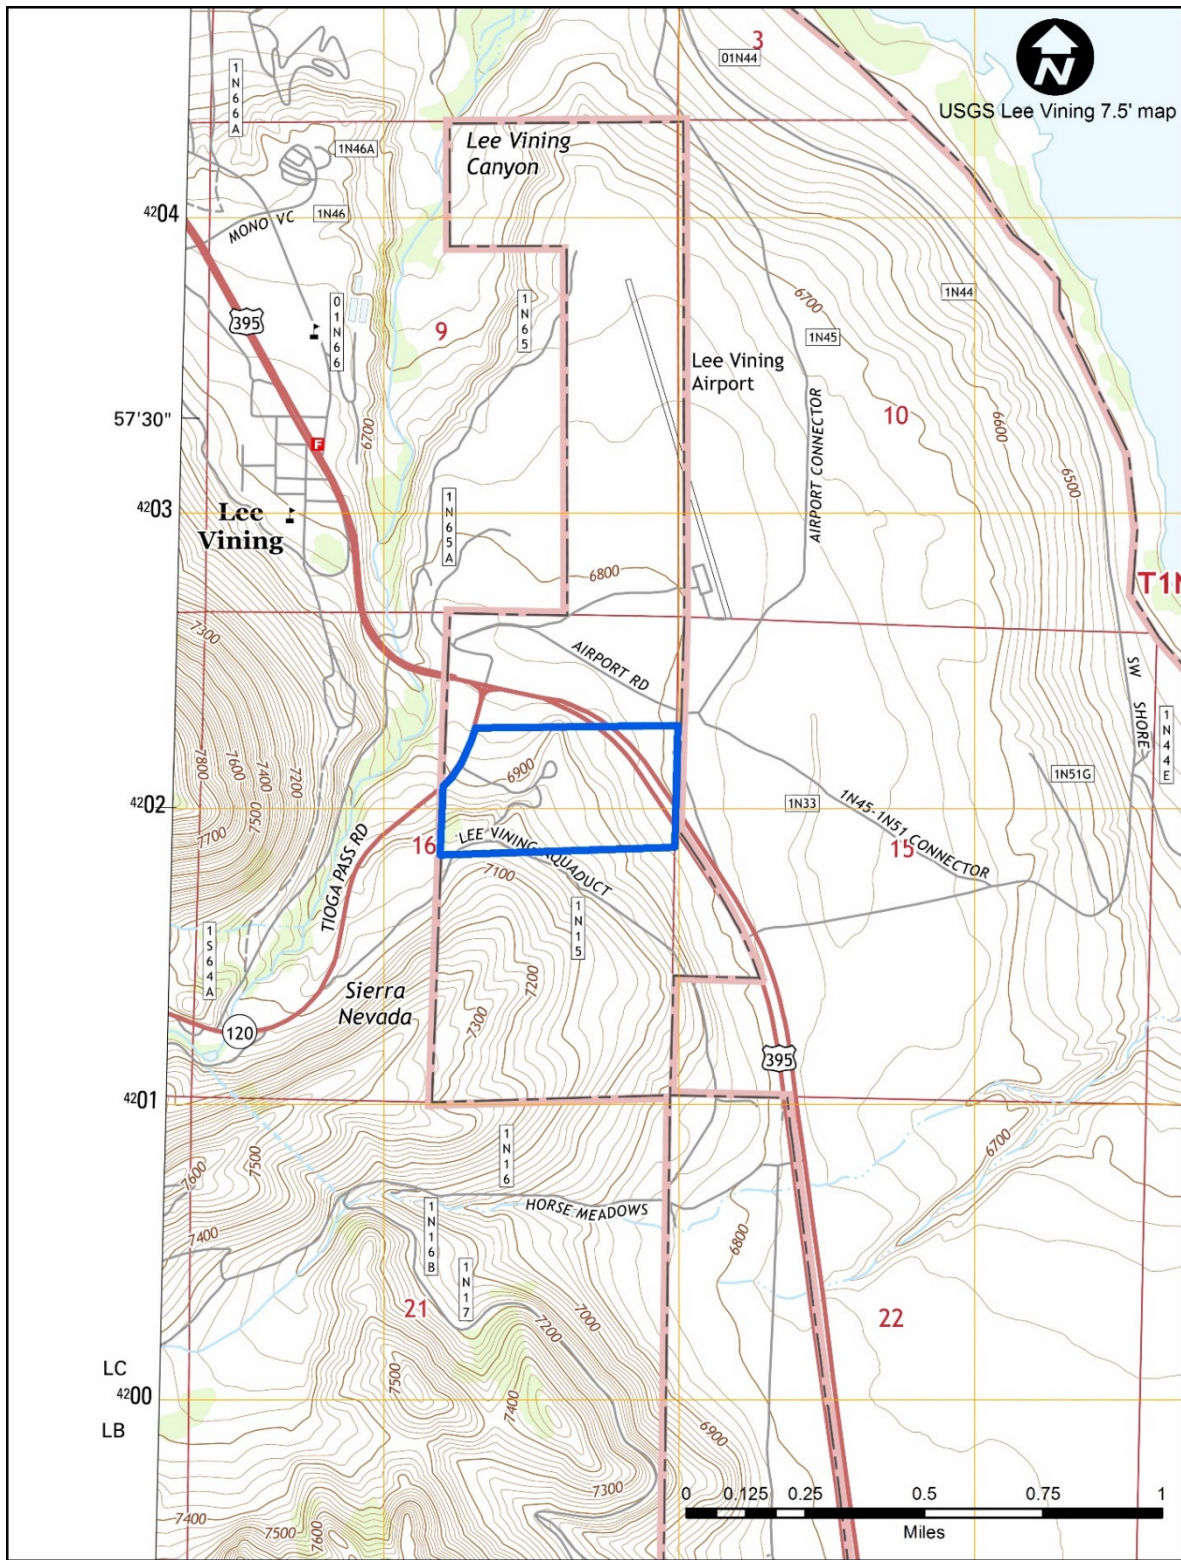 3
01N44
N
USGS Lee Vining 7.5' map
1N66A
1N46A
Lee Vining
Canyon
4204
MONO VC
1N46
6700
1N44
395
01N66
9
1N65
1N45
Lee Vining
Airport
10
AIRPORT CONNECTOR
57'30"
F
6700
6600
6500
4203
Lee
Vining
1N65A
6800
T1N
7300
AIRPORT RD
SW SHORE
1N44E
7800
7600
7400
7200
7500
7700
6900
1N51G
4202
1N33
1N45-1N51 CONNECTOR
TIOGA PASS RD
16
LEE VINING AQUADUCT
15
7100
1S64A
1N15
7200
Sierra
Nevada
7300
120
395
4201
1N16
6700
7600
7500
HORSE MEADOWS
7400
1N16B
6800
1N17
21
7000
22
7200
LC
7500
4200
7400
LB
6900
7300
0 0.125 0.25 0.5 0.75 1
Miles
7400
7500
7600